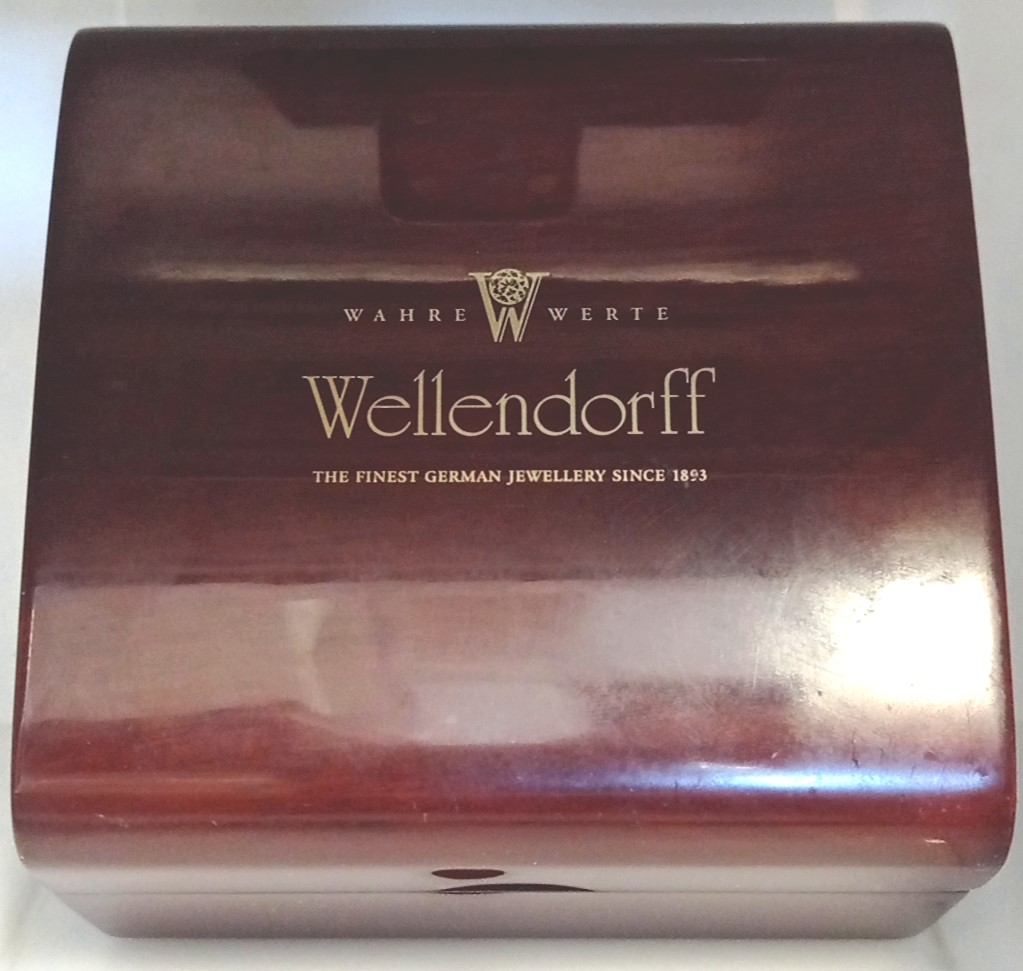 WAHRE W WERTE
Wellendorff
THE FINEST GERMAN JEWELLERY SINCE 1893